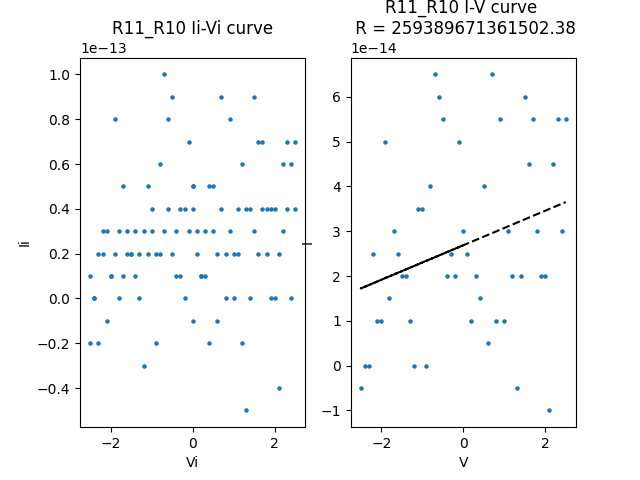 R11_R10 Ii-Vi curve
1e−13
1.0
0.8
0.6
0.4
0.2
0.0
−0.2
−0.4
Ii
−2
0
2
Vi
R11_R10 I-V curve
R = 259389671361502.38
1e−14
6
5
4
3
2
1
0
−1
I
−2
0
2
V